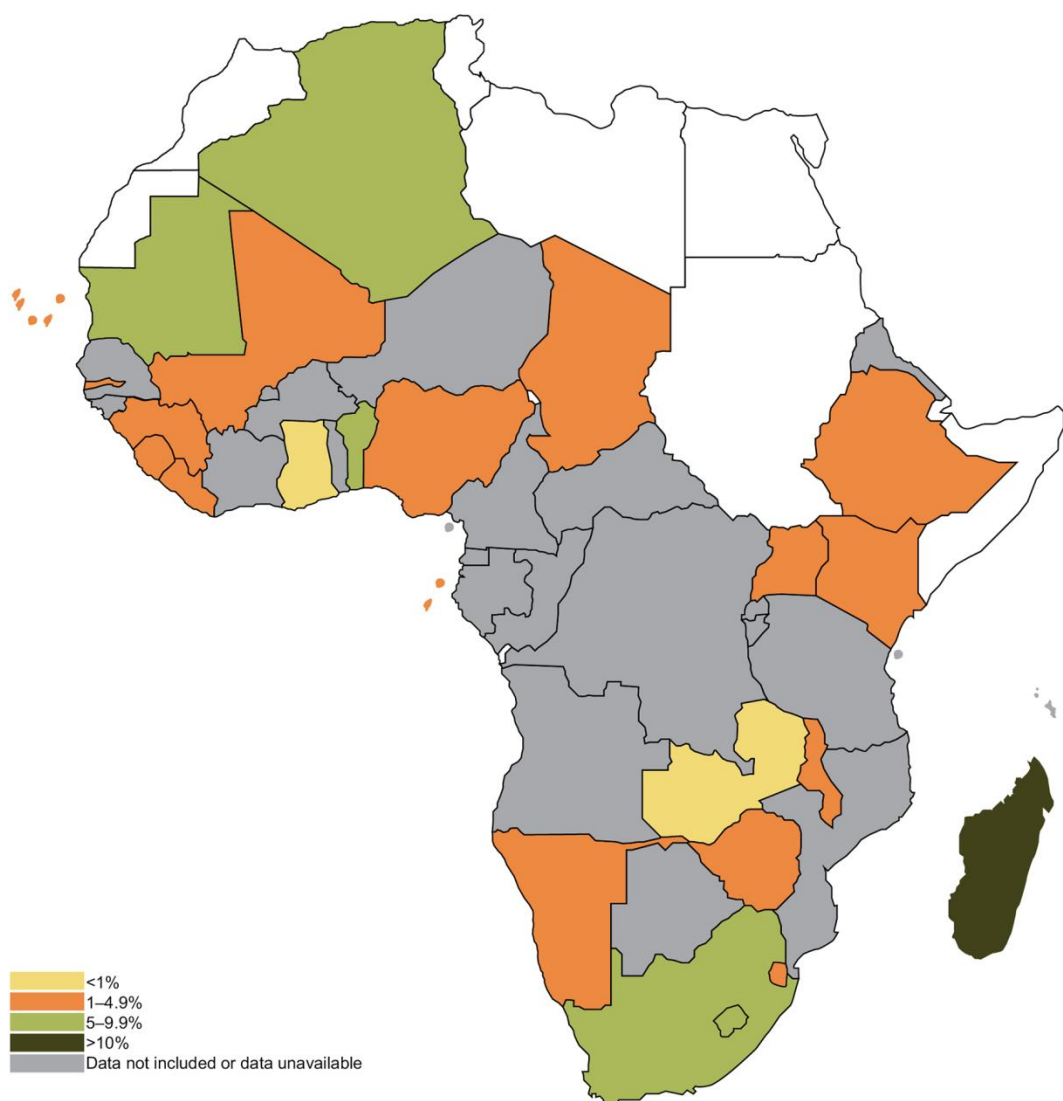 <1%
1–4.9%
5–9.9%
>10%
Data not included or data unavailable